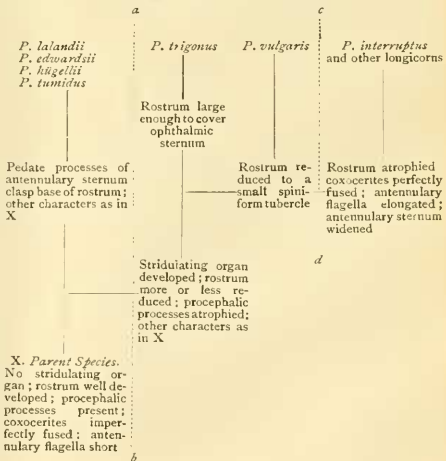 a
c
P. lalandii
P. edwardsii
P. hügellii
P. tumidus
P. trigonus
P. vulgaris
P. interruptus
and other longicorns
Rostrum large
enough to cover
ophthalmic
sternum
Pedate processes of
antennulary sternum
clasp base of rostrum;
other characters as in
X
Rostrum re-
duced to a
small spini-
form tubercle
Rostrum atrophied
coxocerites perfectly
fused; antennulary
flagella elongated;
antennulary sternum
widened
d
Stridulating organ
developed; rostrum
more or less re-
duced; procephalic
processes atrophied;
other characters as
in X
X. Parent Species.
No stridulating or-
gan; rostrum well de-
veloped; procephalic
processes present;
coxocerites imper-
fectly fused; anten-
nulary flagella short
b